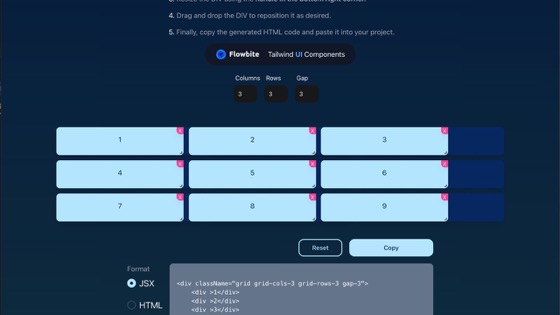 4. Drag and drop the DIV to reposition it as desired.
5. Finally, copy the generated HTML code and paste it into your project.
Flowbite Tailwind UI Components
Columns Rows Gap
3 3 3
1 2 3
4 5 6
7 8 9
Reset Copy
Format
JSX
HTML
<div className="grid grid-cols-3 grid-rows-3 gap-3">
<div >1</div>
<div >2</div>
<div >3</div>